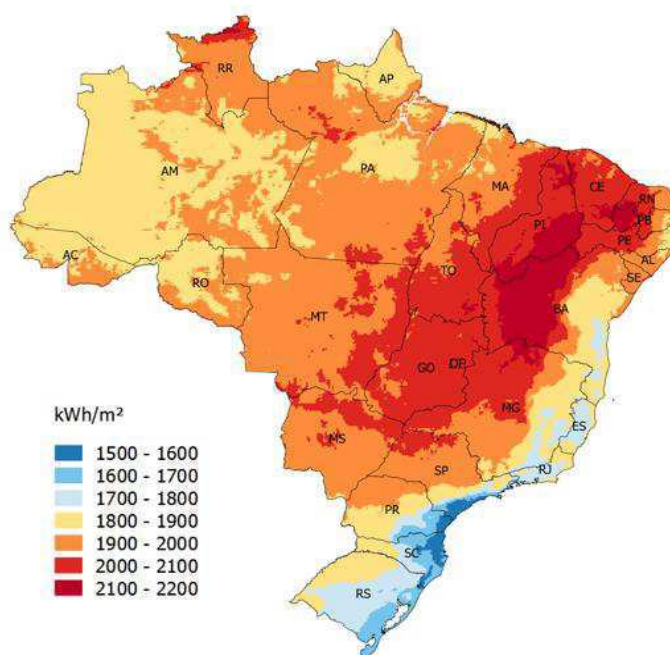 RR
AP
AM
PA
MA
CE
RN
PB
PI
PE
AC
AL
TO
SE
RO
BA
MT
GO
DF
MG
kWh/m²
ES
1500 - 1600
MS
1600 - 1700
SP
RJ
1700 - 1800
1800 - 1900
PR
1900 - 2000
SC
2000 - 2100
RS
2100 - 2200